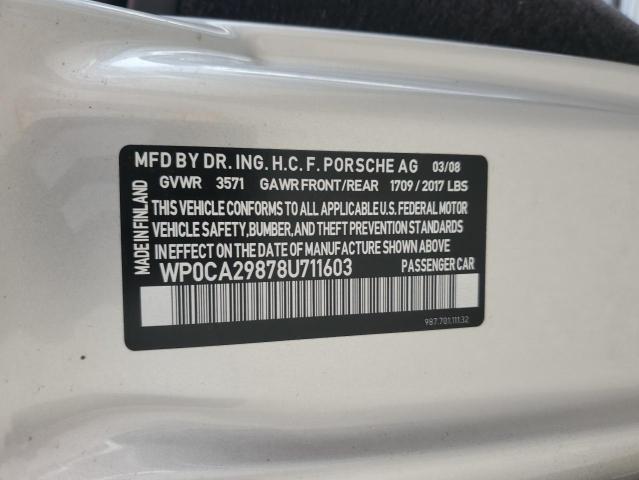 MFD BY DR. ING. H.C. F. PORSCHE AG 03/08
GVWR 3571 GAWR FRONT/REAR 1709 / 2017 LBS
THIS VEHICLE CONFORMS TO ALL APPLICABLE U.S. FEDERAL MOTOR
VEHICLE SAFETY, BUMPER, AND THEFT PREVENTION STANDARDS
IN EFFECT ON THE DATE OF MANUFACTURE SHOWN ABOVE
WP0CA29878U711603 PASSENGER CAR
987.701.111.32
MADE IN FINLAND